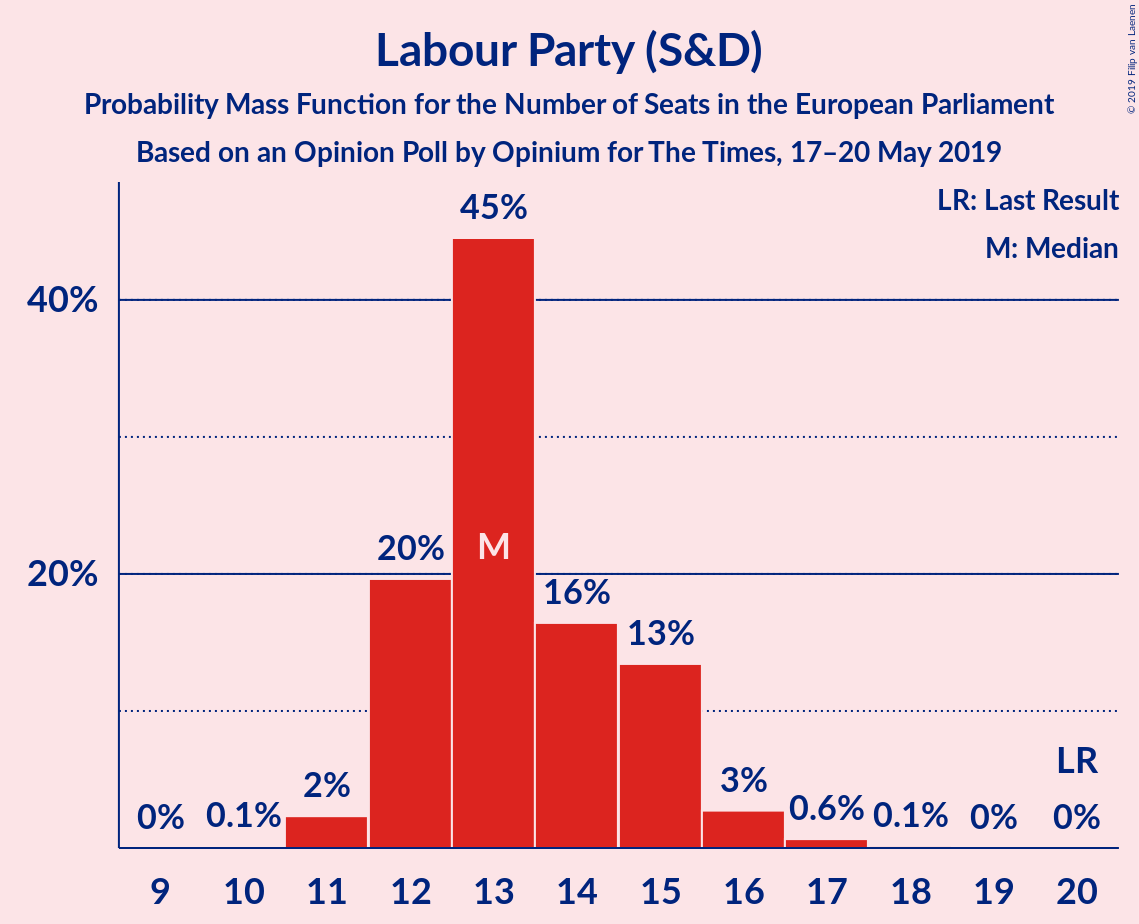 Labour Party (S&D)
Probability Mass Function for the Number of Seats in the European Parliament
Based on an Opinion Poll by Opinium for The Times, 17–20 May 2019
© 2019 Filip van Laenen
LR: Last Result
M: Median
40%
20%
0%
0.1%
2%
20%
45%
M
16%
13%
3%
0.6%
0.1%
0%
LR
0%
9 10 11 12 13 14 15 16 17 18 19 20